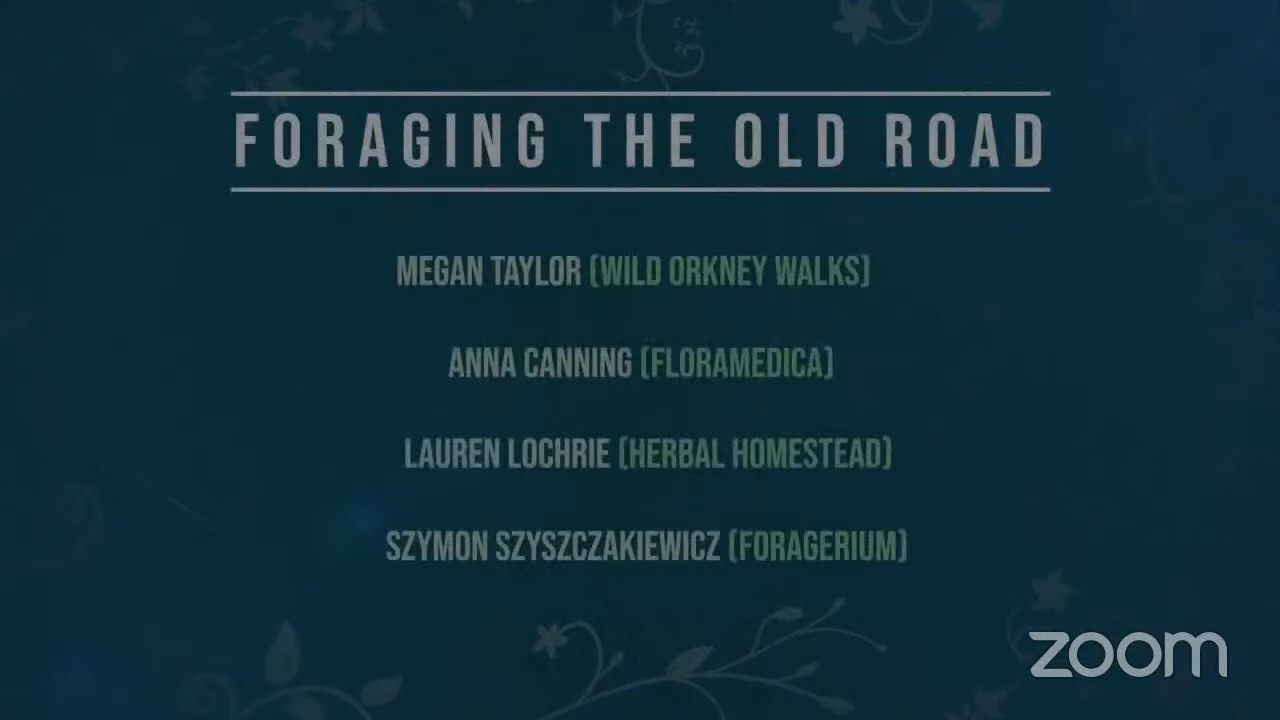 FORAGING THE OLD ROAD
MEGAN TAYLOR (WILD ORKNEY WALKS)
ANNA CANNING (FLORAMEDICA)
LAUREN LOCHRIE (HERBAL HOMESTEAD)
SZYMON SZYSZCZAKIEWICZ (FORAGERIUM)
zoom